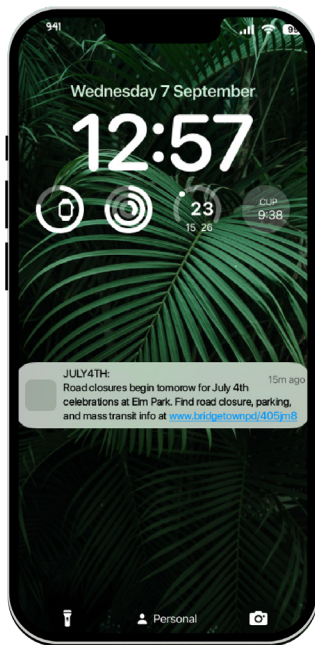 9:41
Wednesday 7 September
12:57
23
15 26
CUP
9:38
JULY4TH:
15m ago
Road closures begin tomorow for July 4th
celebrations at Elm Park. Find road closure, parking,
and mass transit info at www.bridgetownpd/405jm8
Personal